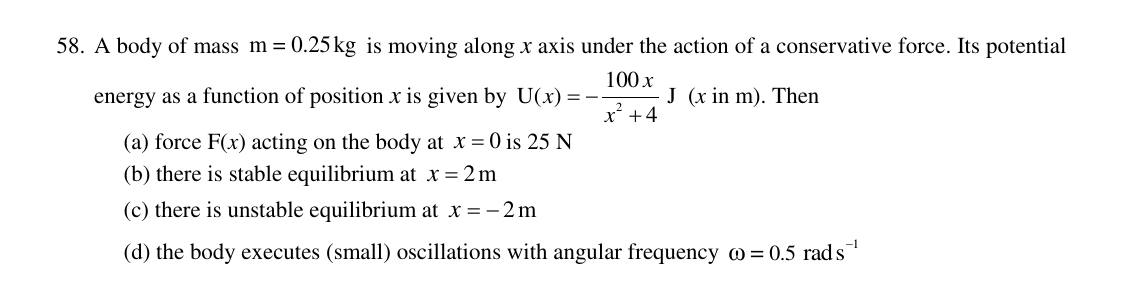 58. A body of mass m = 0.25 kg is moving along x axis under the action of a conservative force. Its potential
energy as a function of position x is given by U(x) = −\frac{100x}{x² + 4} J (x in m). Then
(a) force F(x) acting on the body at x = 0 is 25 N
(b) there is stable equilibrium at x = 2 m
(c) there is unstable equilibrium at x = − 2 m
(d) the body executes (small) oscillations with angular frequency ω = 0.5 rad s⁻¹